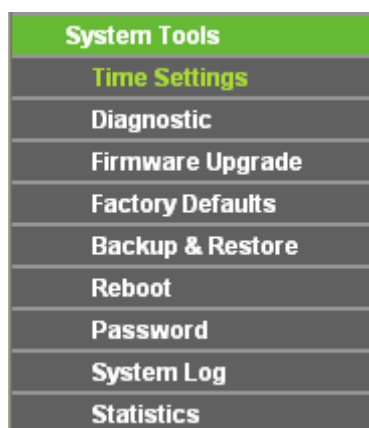 System Tools
Time Settings
Diagnostic
Firmware Upgrade
Factory Defaults
Backup & Restore
Reboot
Password
System Log
Statistics